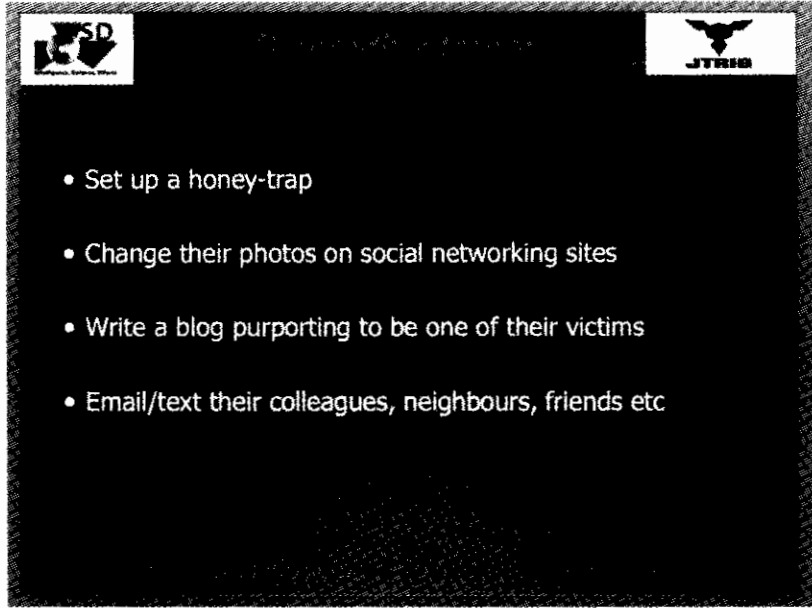 SD
JTRIG
• Set up a honey-trap
• Change their photos on social networking sites
• Write a blog purporting to be one of their victims
• Email/text their colleagues, neighbours, friends etc